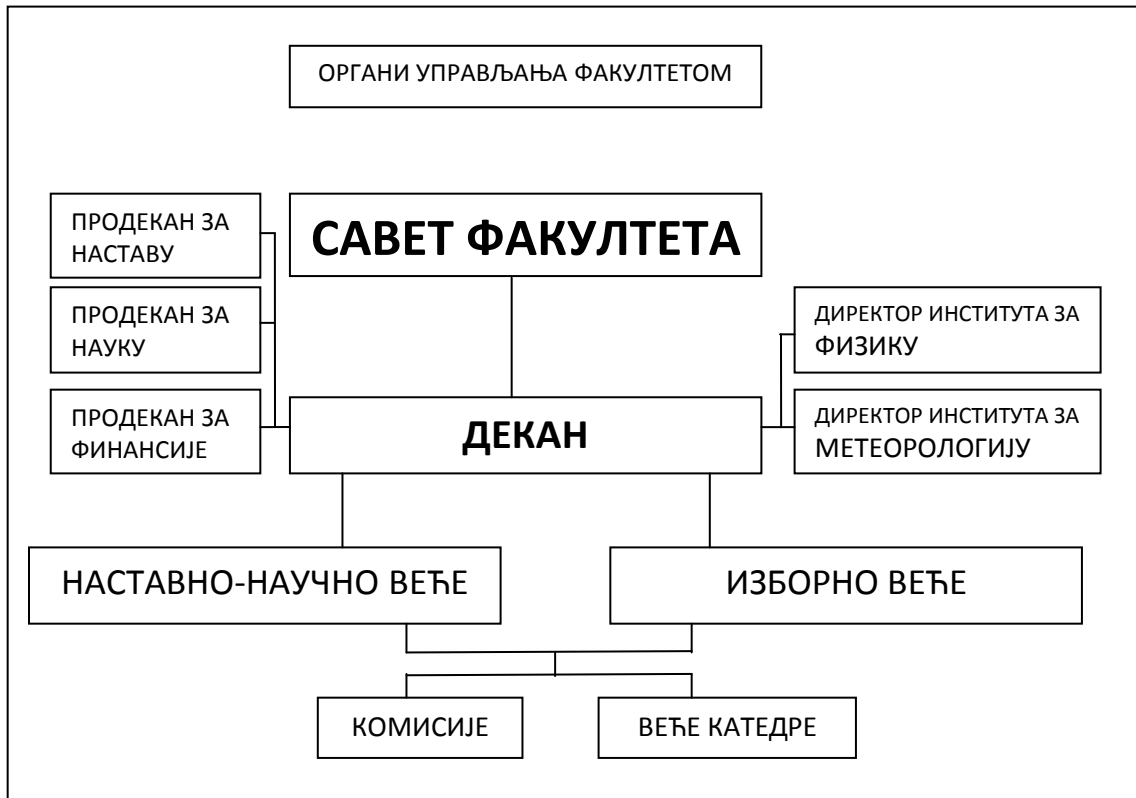 ОРГАНИ УПРАВЉАЊА ФАКУЛТЕТОМ
САВЕТ ФАКУЛТЕТА
ПРОДЕКАН ЗА
НАСТАВУ
ПРОДЕКАН ЗА
НАУКУ
ПРОДЕКАН ЗА
ФИНАНСИЈЕ
ДЕКАН
ДИРЕКТОР ИНСТИТУТА ЗА
ФИЗИКУ
ДИРЕКТОР ИНСТИТУТА ЗА
МЕТЕОРОЛОГИЈУ
НАСТАВНО-НАУЧНО ВЕЋЕ
ИЗБОРНО ВЕЋЕ
КОМИСИЈЕ
ВЕЋЕ КАТЕДРЕ